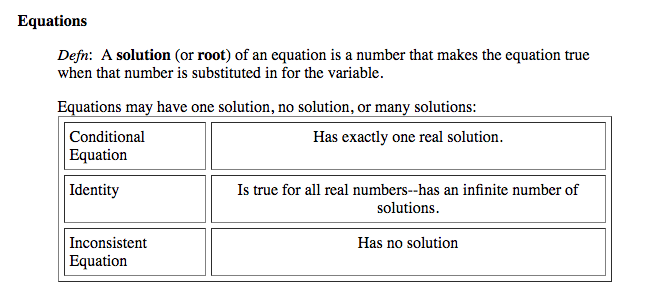 Equations
Defn: A solution (or root) of an equation is a number that makes the equation true
when that number is substituted in for the variable.
Equations may have one solution, no solution, or many solutions:
Conditional
Equation
Has exactly one real solution.
Identity
Is true for all real numbers--has an infinite number of
solutions.
Inconsistent
Equation
Has no solution